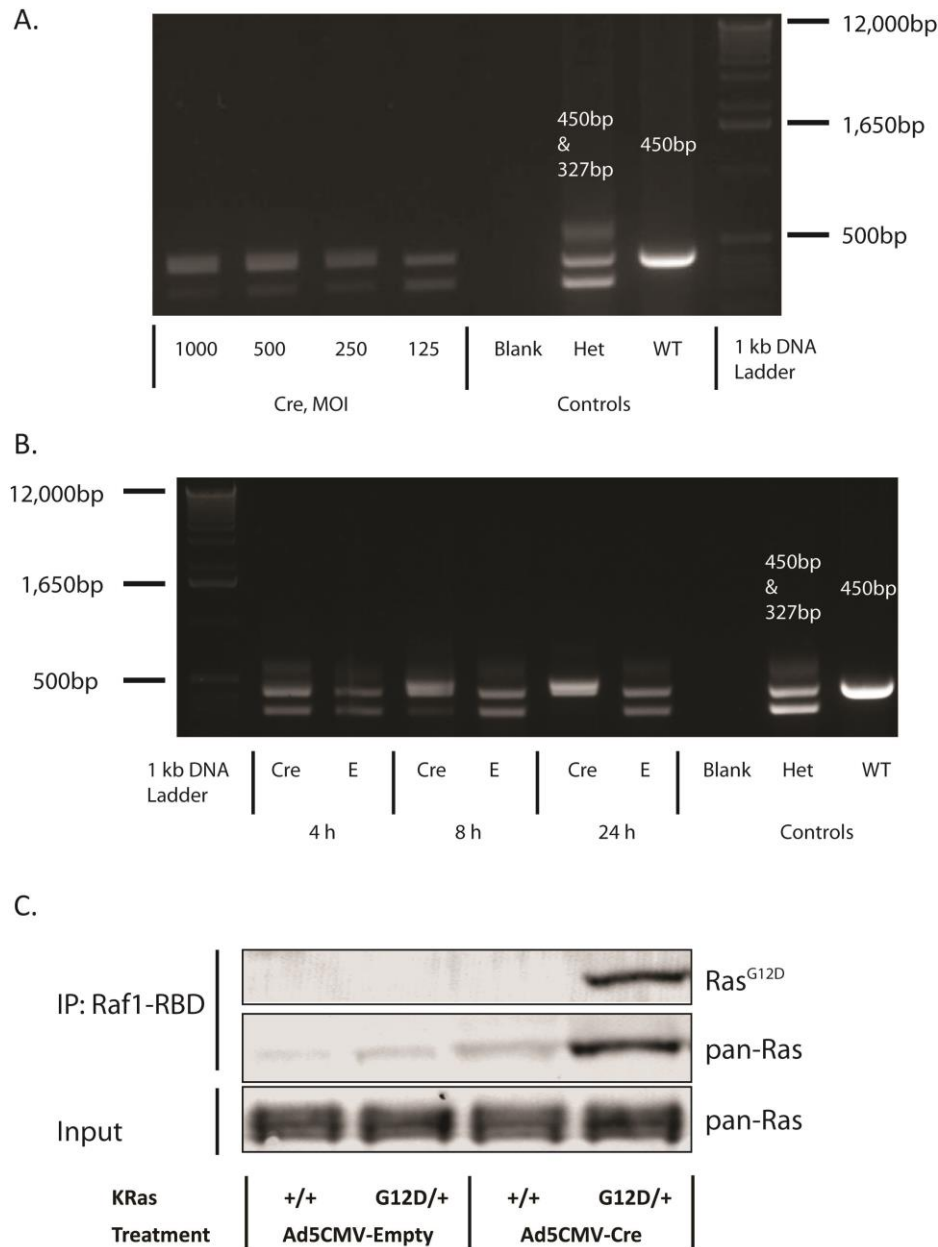 A.
12,000bp
450bp
&
327bp
450bp
1,650bp
500bp
1000 500 250 125 Blank Het WT 1 kb DNA
Ladder
Cre, MOI Controls
B.
12,000bp
450bp
&
327bp
450bp
1,650bp
500bp
1 kb DNA
Ladder
Cre E Cre E Cre E Blank Het WT
4 h 8 h 24 h Controls
C.
IP: Raf1-RBD
Ras^G12D
pan-Ras
Input
pan-Ras
KRas +/+ G12D/+ +/+ G12D/+
Treatment Ad5CMV-Empty Ad5CMV-Cre